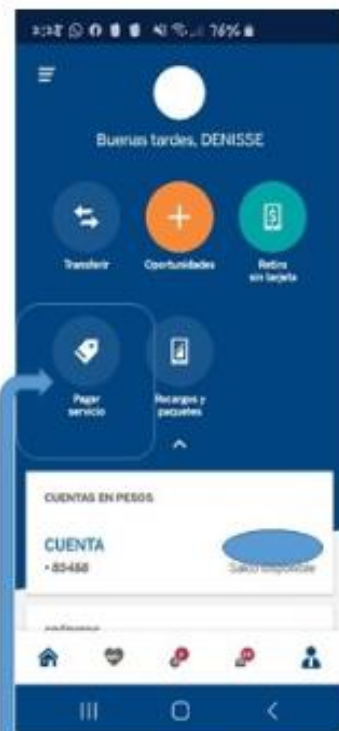 76%
Buenas tardes, DENISSE
Transferir
Oportunidades
Retiro
sin tarjeta
Pagar
servicio
Recargas y
paquetes
CUENTAS EN PESOS
CUENTA
Saldo disponible